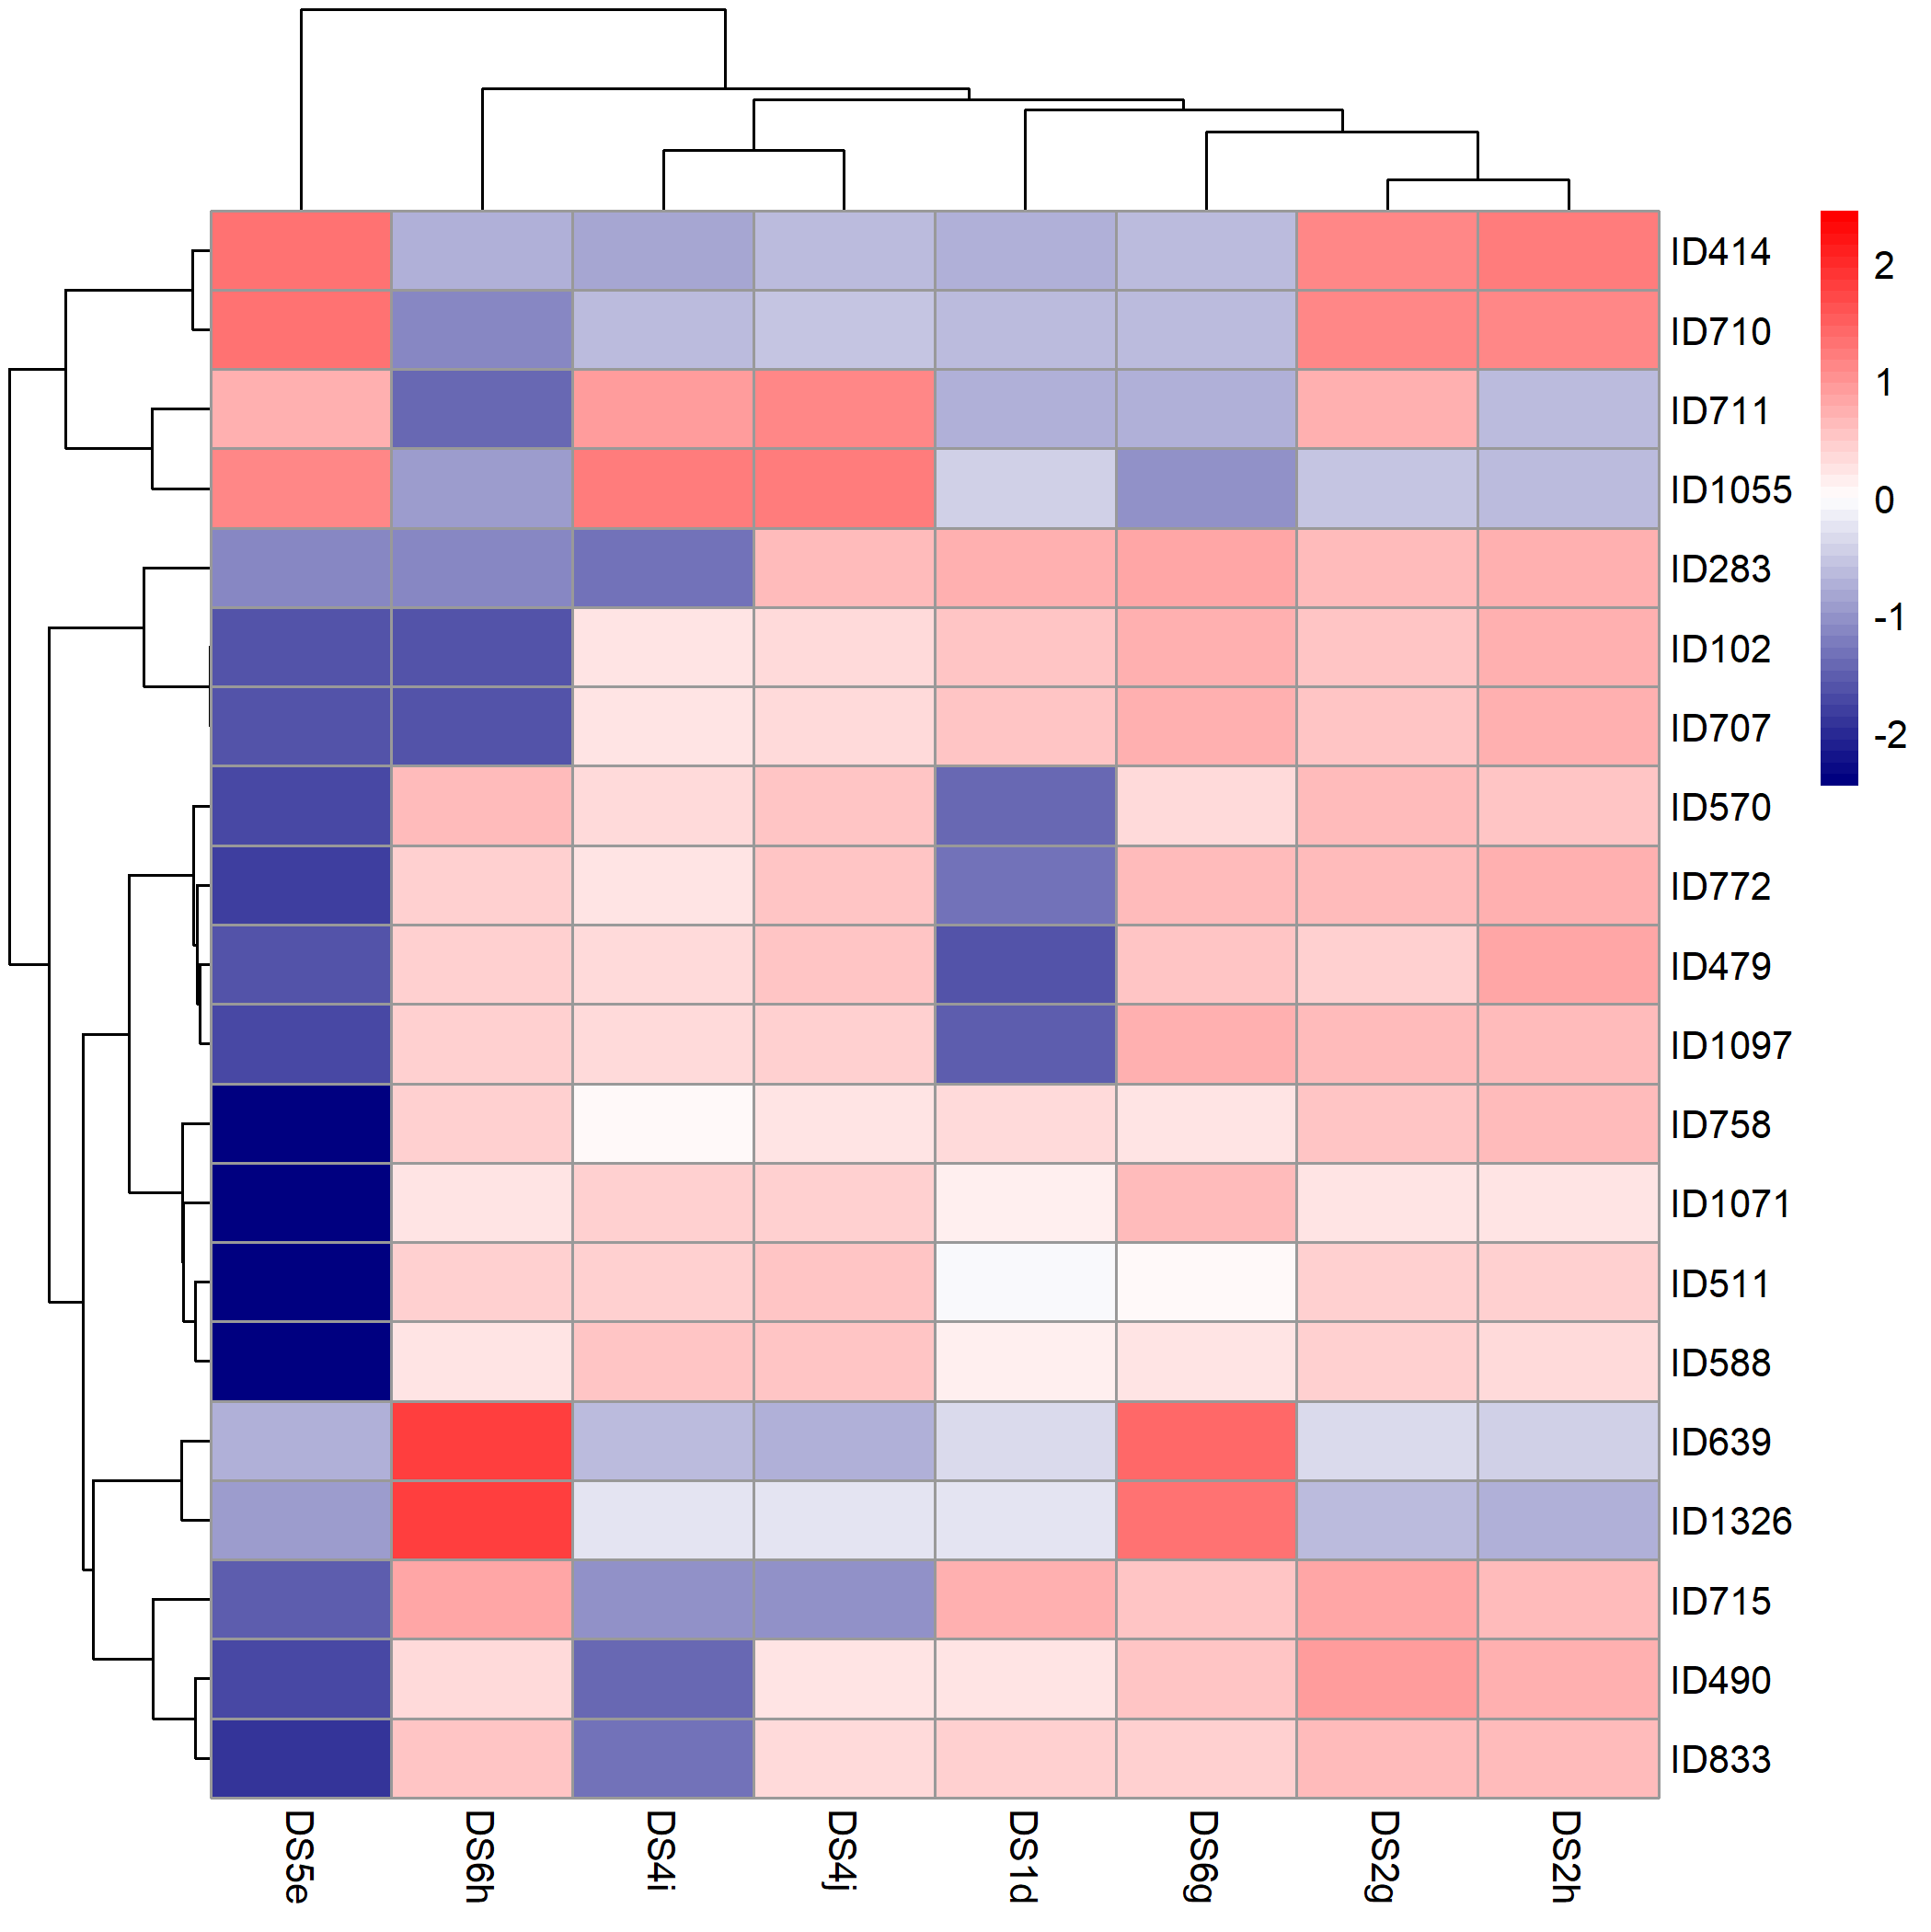 ID414
ID710
ID711
ID1055
ID283
ID102
ID707
ID570
ID772
ID479
ID1097
ID758
ID1071
ID511
ID588
ID639
ID1326
ID715
ID490
ID833
2
1
0
-1
-2
DS5e
DS6h
DS4i
DS4j
DS1d
DS6g
DS2g
DS2h